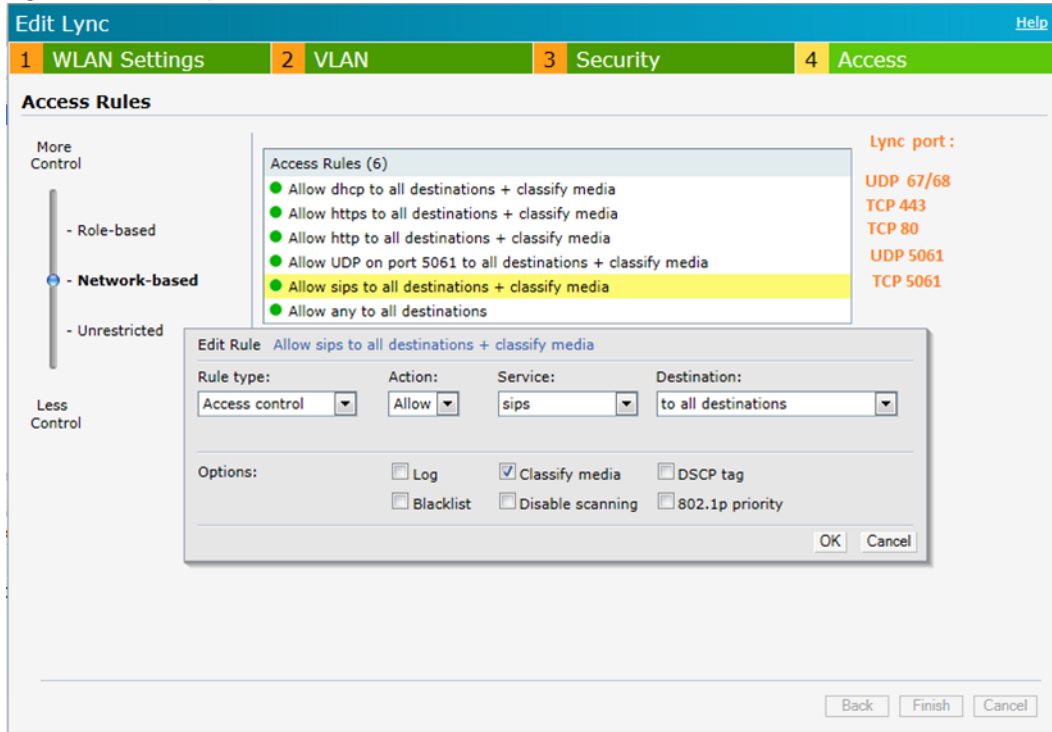 Edit Lync
Help
1 WLAN Settings
2 VLAN
3 Security
4 Access
Access Rules
More
Control
- Role-based
- Network-based
- Unrestricted
Less
Control
Access Rules (6)
Allow dhcp to all destinations + classify media
Allow https to all destinations + classify media
Allow http to all destinations + classify media
Allow UDP on port 5061 to all destinations + classify media
Allow sips to all destinations + classify media
Allow any to all destinations
Lync port :
UDP 67/68
TCP 443
TCP 80
UDP 5061
TCP 5061
Edit Rule Allow sips to all destinations + classify media
Rule type: Action: Service: Destination:
Access control Allow sips to all destinations
Options: Log Classify media DSCP tag
Blacklist Disable scanning 802.1p priority
OK Cancel
Back Finish Cancel